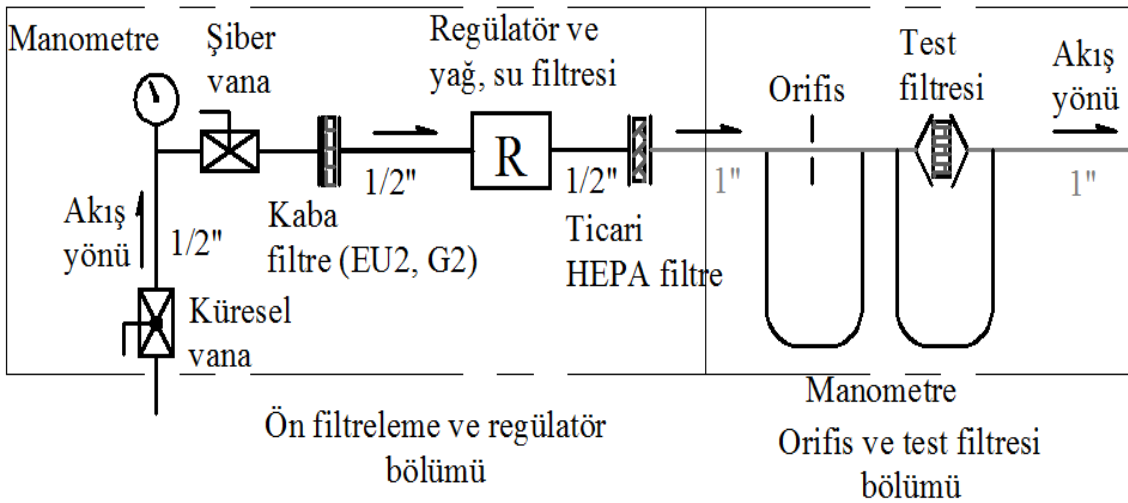 Manometre
Şiber
vana
Regülatör ve
yağ, su filtresi
Orifis
Test
filtresi
Akış
yönü
R
1/2"
1/2"
1"
1"
Akış
yönü
1/2"
Kaba
filtre (EU2, G2)
Ticari
HEPA filtre
Küresel
vana
Manometre
Ön filtreleme ve regülatör
bölümü
Orifis ve test filtresi
bölümü